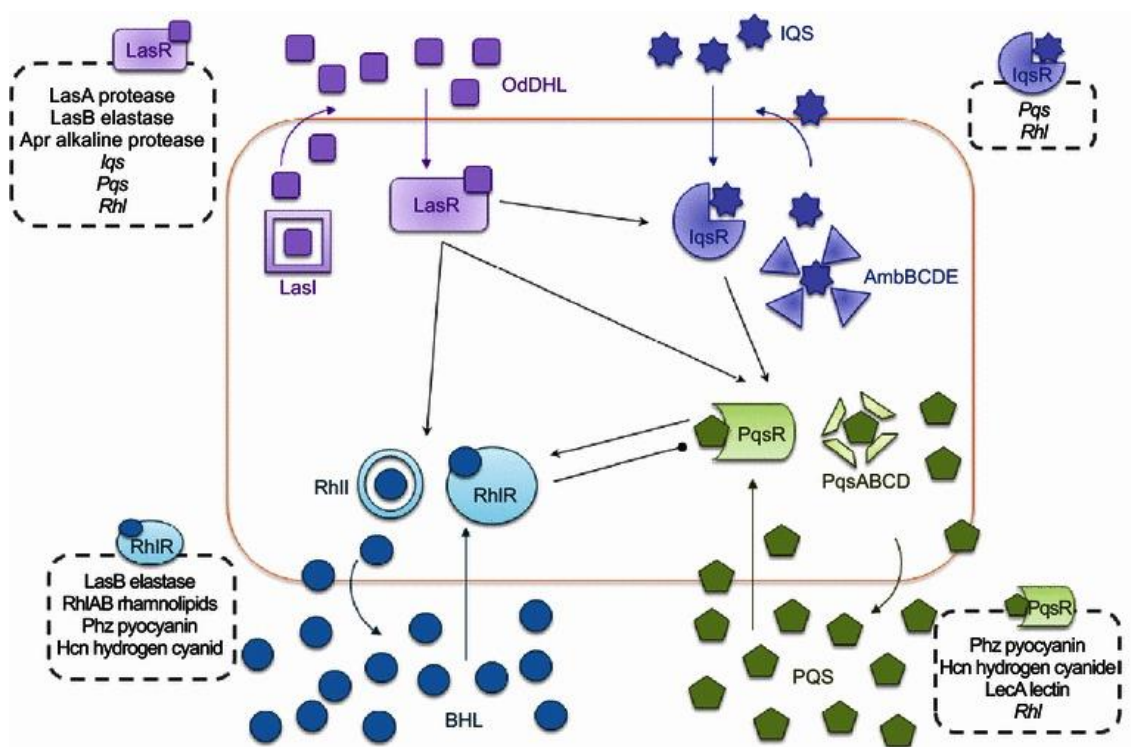 LasR
LasA protease
LasB elastase
Apr alkaline protease
Iqs
Pqs
Rhl
OdDHL
IQS
IqsR
Pqs
Rhl
LasR
LasI
IqsR
AmbBCDE
PqsR
PqsABCD
RhlI
RhlR
RhlR
LasB elastase
RhlAB rhamnolipids
Phz pyocyanin
Hcn hydrogen cyanid
BHL
PQS
PqsR
Phz pyocyanin
Hcn hydrogen cyanide
LecA lectin
Rhl